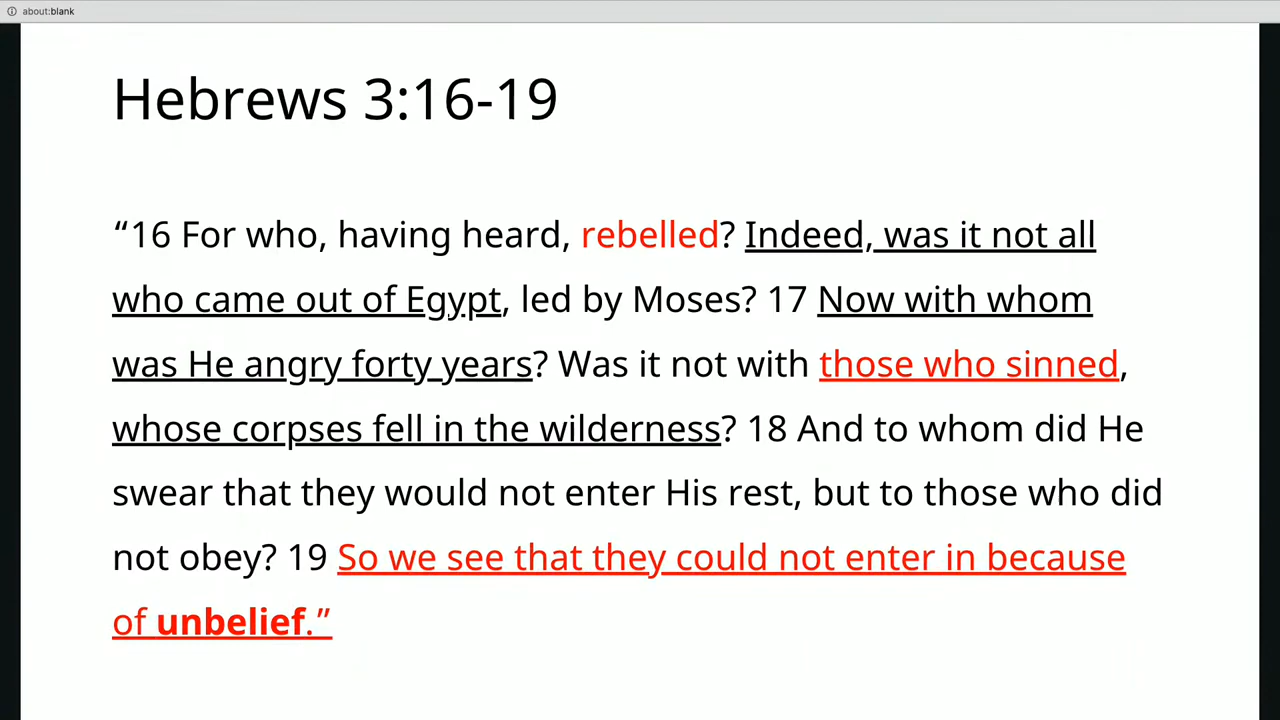 about:blank
Hebrews 3:16-19
“16 For who, having heard, rebelled? Indeed, was it not all
who came out of Egypt, led by Moses? 17 Now with whom
was He angry forty years? Was it not with those who sinned,
whose corpses fell in the wilderness? 18 And to whom did He
swear that they would not enter His rest, but to those who did
not obey? 19 So we see that they could not enter in because
of unbelief.”